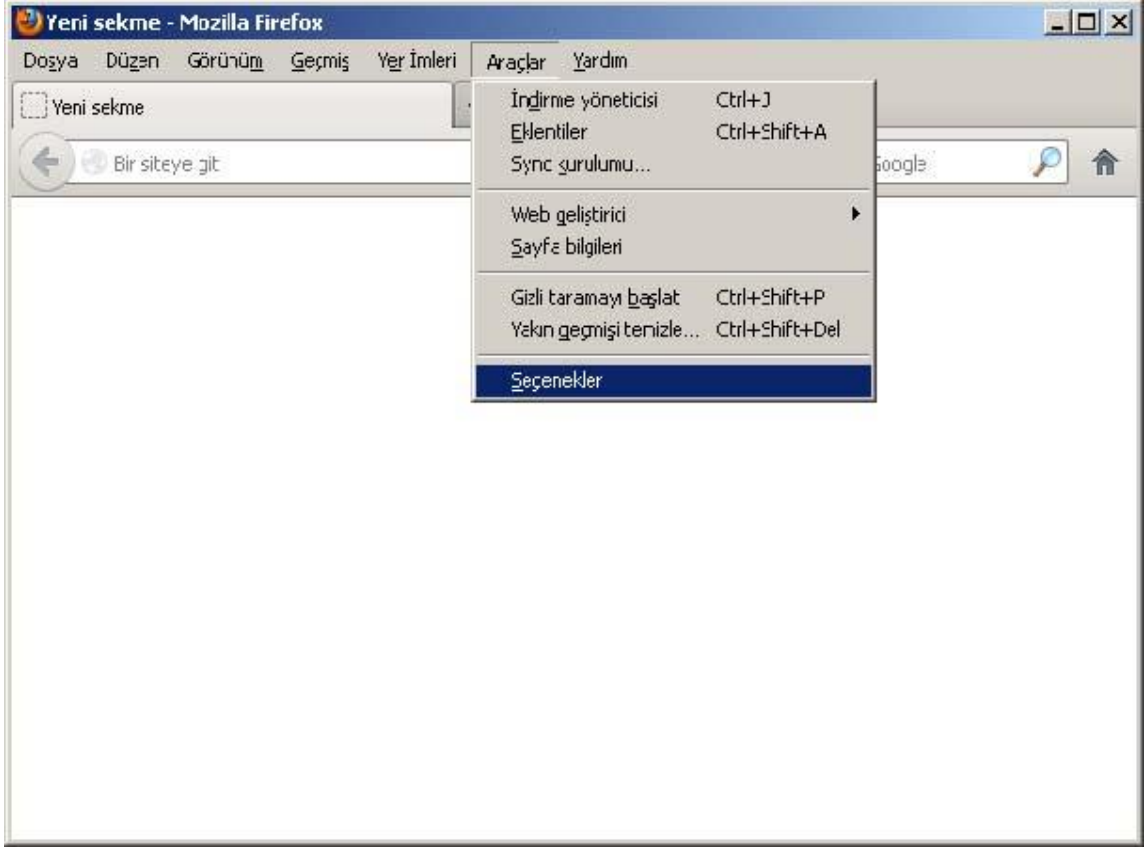 Yeni sekme - Mozilla Firefox
Dosya Düzen Görünüm Geçmiş Yer İmleri Araçlar Yardım
Yeni sekme
Bir siteye git
Google
İndirme yöneticisi Ctrl+J
Eklentiler Ctrl+Shift+A
Sync kurulumu...
Web geliştirici
Sayfa bilgileri
Gizli taramayı başlat Ctrl+Shift+P
Yakın geçmişi temizle... Ctrl+Shift+Del
Seçenekler